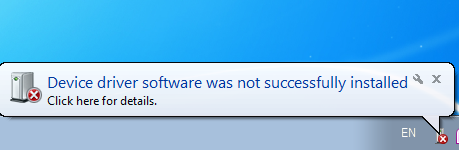 Device driver software was not successfully installed
Click here for details.
EN